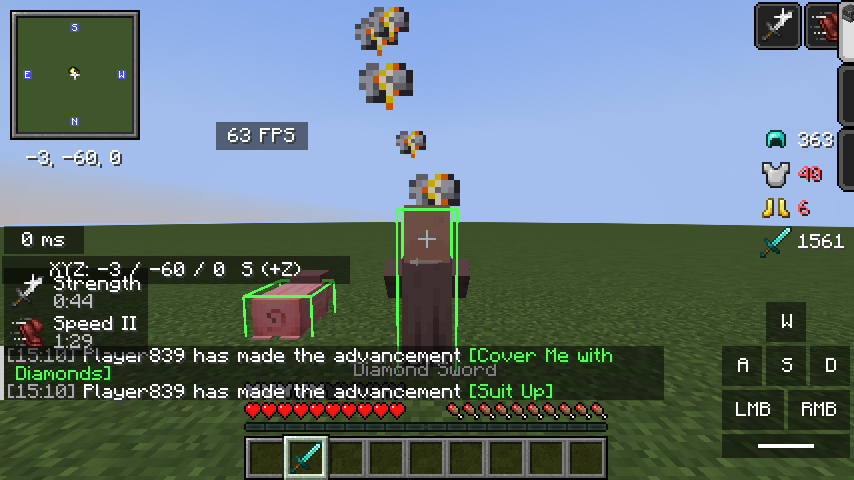 S
E
W
N
-3, -60, 0
63 FPS
363
40
6
1561
0 ms
XYZ: -3 / -60 / 0 S (+Z)
Strength
0:44
Speed II
1:29
[15:10] Player839 has made the advancement [Cover Me with
Diamonds]
Diamond Sword
[15:10] Player839 has made the advancement [Suit Up]
W
A
S
D
LMB
RMB